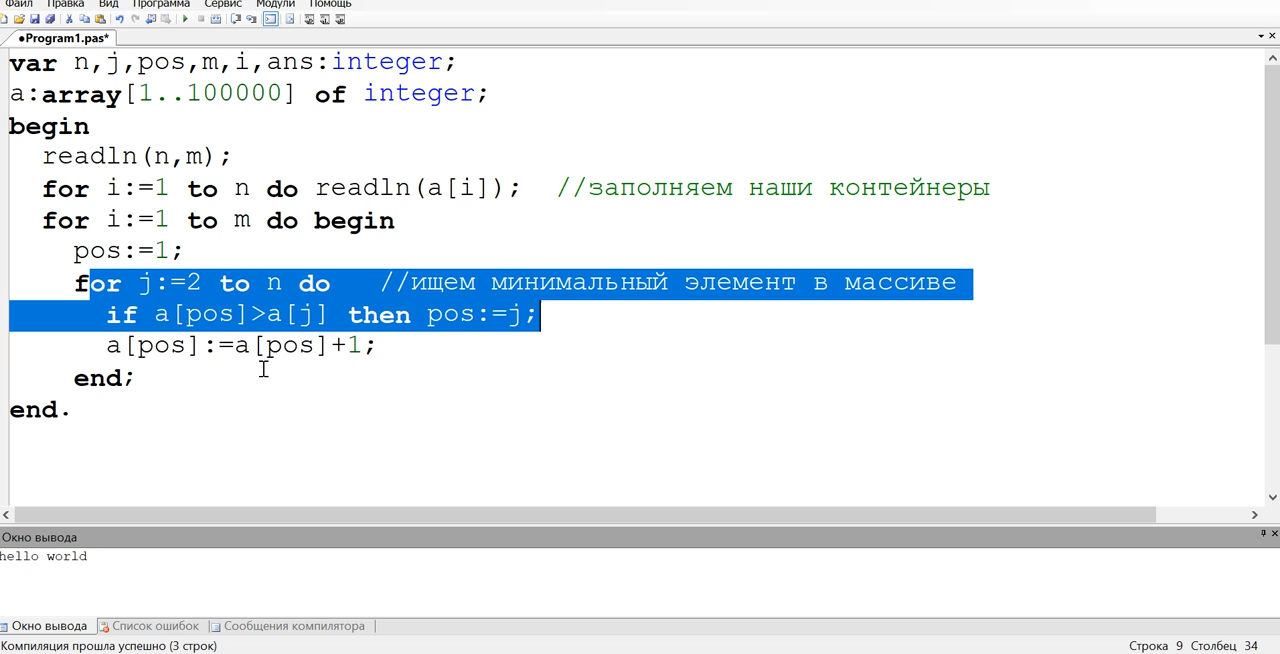 Файл Правка Вид Программа Сервис Модули Помощь
•Program1.pas*
var n,j,pos,m,i,ans:integer;
a:array[1..100000] of integer;
begin
readln(n,m);
for i:=1 to n do readln(a[i]); //заполняем наши контейнеры
for i:=1 to m do begin
pos:=1;
for j:=2 to n do //ищем минимальный элемент в массиве
if a[pos]>a[j] then pos:=j;
a[pos]:=a[pos]+1;
end;
end.
Окно вывода
hello world
Окно вывода Список ошибок Сообщения компилятора
Компиляция прошла успешно (3 строк) Строка 9 Столбец 34